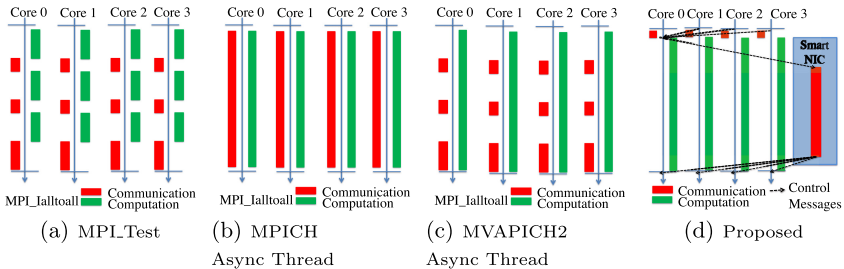 Core 0 Core 1 Core 2 Core 3
MPI_Ialltoall Communication
Computation
(a) MPI_Test
Core 0 Core 1 Core 2 Core 3
MPI_Ialltoall Communication
Computation
(b) MPICH
Async Thread
Core 0 Core 1 Core 2 Core 3
MPI_Ialltoall Communication
Computation
(c) MVAPICH2
Async Thread
Core 0 Core 1 Core 2 Core 3
Smart
NIC
Communication
Computation
Control
Messages
(d) Proposed